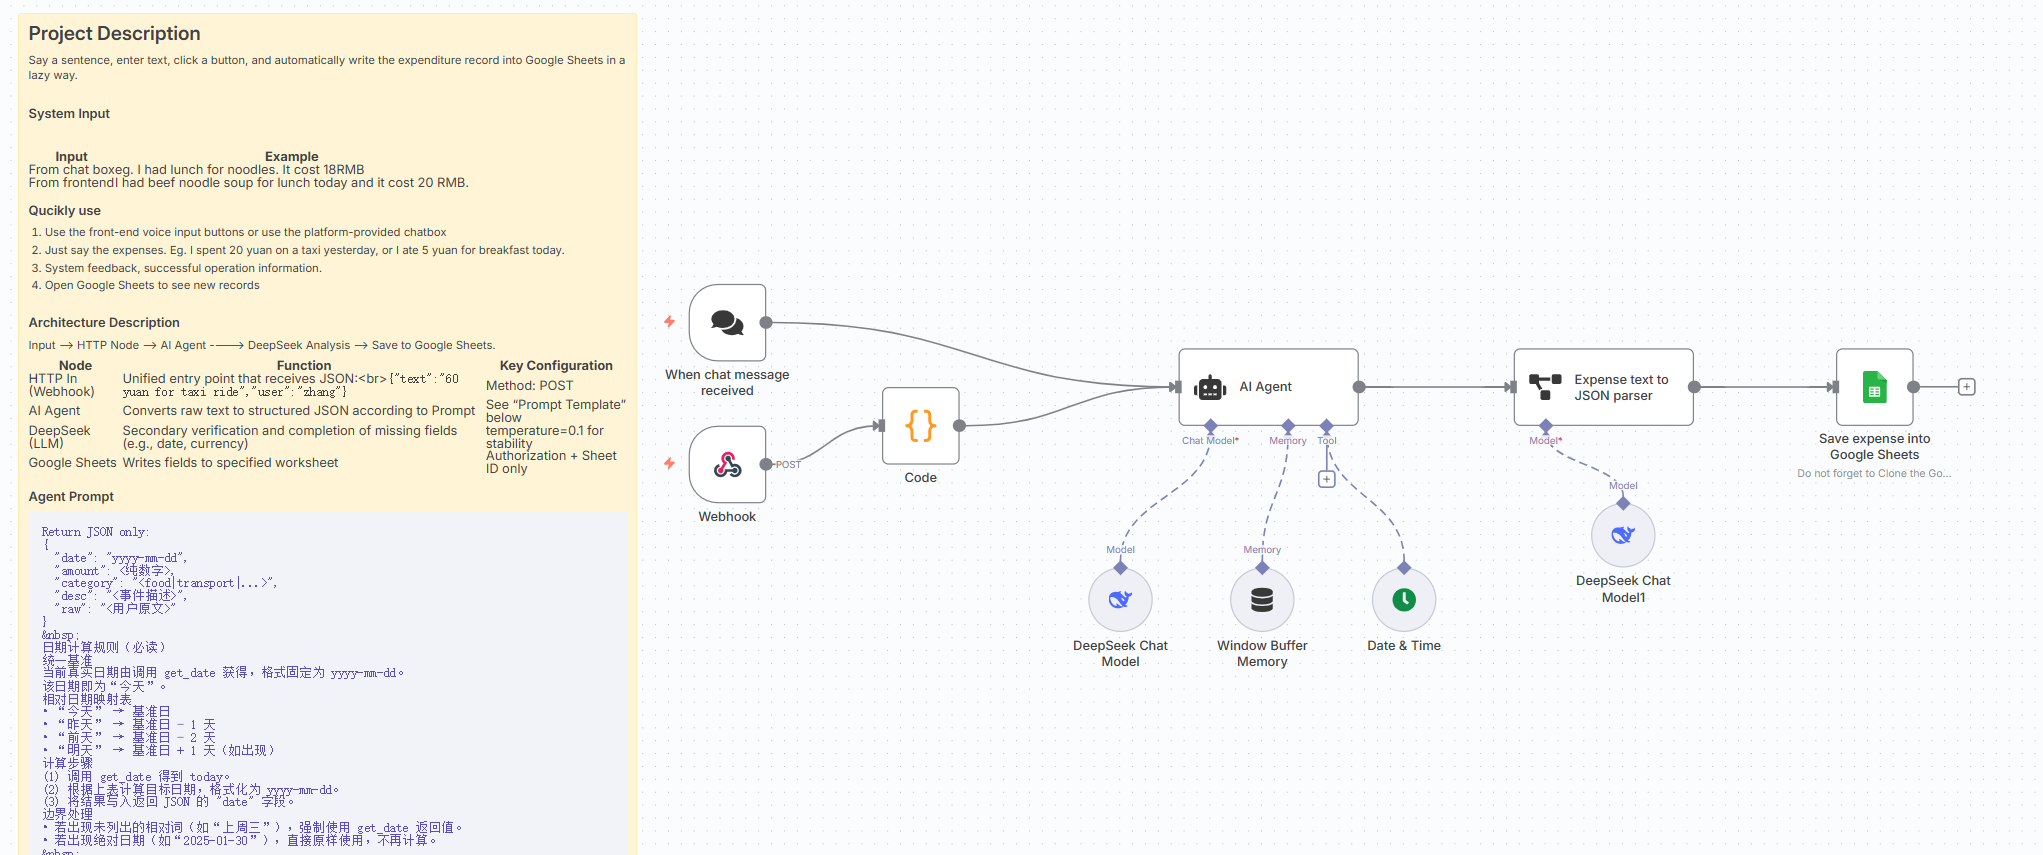 Project Description
Say a sentence, enter text, click a button, and automatically write the expenditure record into Google Sheets in a
lazy way.
System Input
Input Example
From chat boxeg. I had lunch for noodles. It cost 18RMB
From frontendI had beef noodle soup for lunch today and it cost 20 RMB.
Qucikly use
1. Use the front-end voice input buttons or use the platform-provided chatbox
2. Just say the expenses. Eg. I spent 20 yuan on a taxi yesterday, or I ate 5 yuan for breakfast today.
3. System feedback, successful operation information.
4. Open Google Sheets to see new records
Architecture Description
Input —> HTTP Node —> AI Agent ----—> DeepSeek Analysis —> Save to Google Sheets.
Node Function Key Configuration
HTTP In Unified entry point that receives JSON:<br>{"text":"60
(Webhook) yuan for taxi ride","user":"zhang"}
Method: POST
AI Agent Converts raw text to structured JSON according to Prompt
See “Prompt Template”
below
DeepSeek Secondary verification and completion of missing fields
(LLM) (e.g., date, currency)
temperature=0.1 for
stability
Google Sheets Writes fields to specified worksheet
Authorization + Sheet
ID only
Agent Prompt
Return JSON only:
{
"date": "yyyy-mm-dd",
"amount": <纯数字>,
"category": "<food|transport|...>",
"desc": "<事件描述>",
"raw": "<用户原文>"
}
&nbsp;
日期计算规则（必读）
统一基准
当前真实日期由调用 get_date 获得，格式固定为 yyyy-mm-dd。
该日期即为“今天”。
相对日期映射表
• “今天” → 基准日
• “昨天” → 基准日 - 1 天
• “前天” → 基准日 - 2 天
• “明天” → 基准日 + 1 天（如出现）
计算步骤
(1) 调用 get_date 得到 today。
(2) 根据上表计算目标日期，格式化为 yyyy-mm-dd。
(3) 将结果写入返回 JSON 的 "date" 字段。
边界处理
• 若出现未列出的相对词（如“上周三”），强制使用 get_date 返回值。
• 若出现绝对日期（如“2025-01-30”），直接原样使用，不再计算。
&nbsp;
When chat message
received
Webhook
POST
Code
AI Agent
Chat Model*
Memory
Tool
Model
DeepSeek Chat
Model
Memory
Window Buffer
Memory
Date & Time
Expense text to
JSON parser
Model*
Model
DeepSeek Chat
Model1
Save expense into
Google Sheets
Do not forget to Clone the Go...